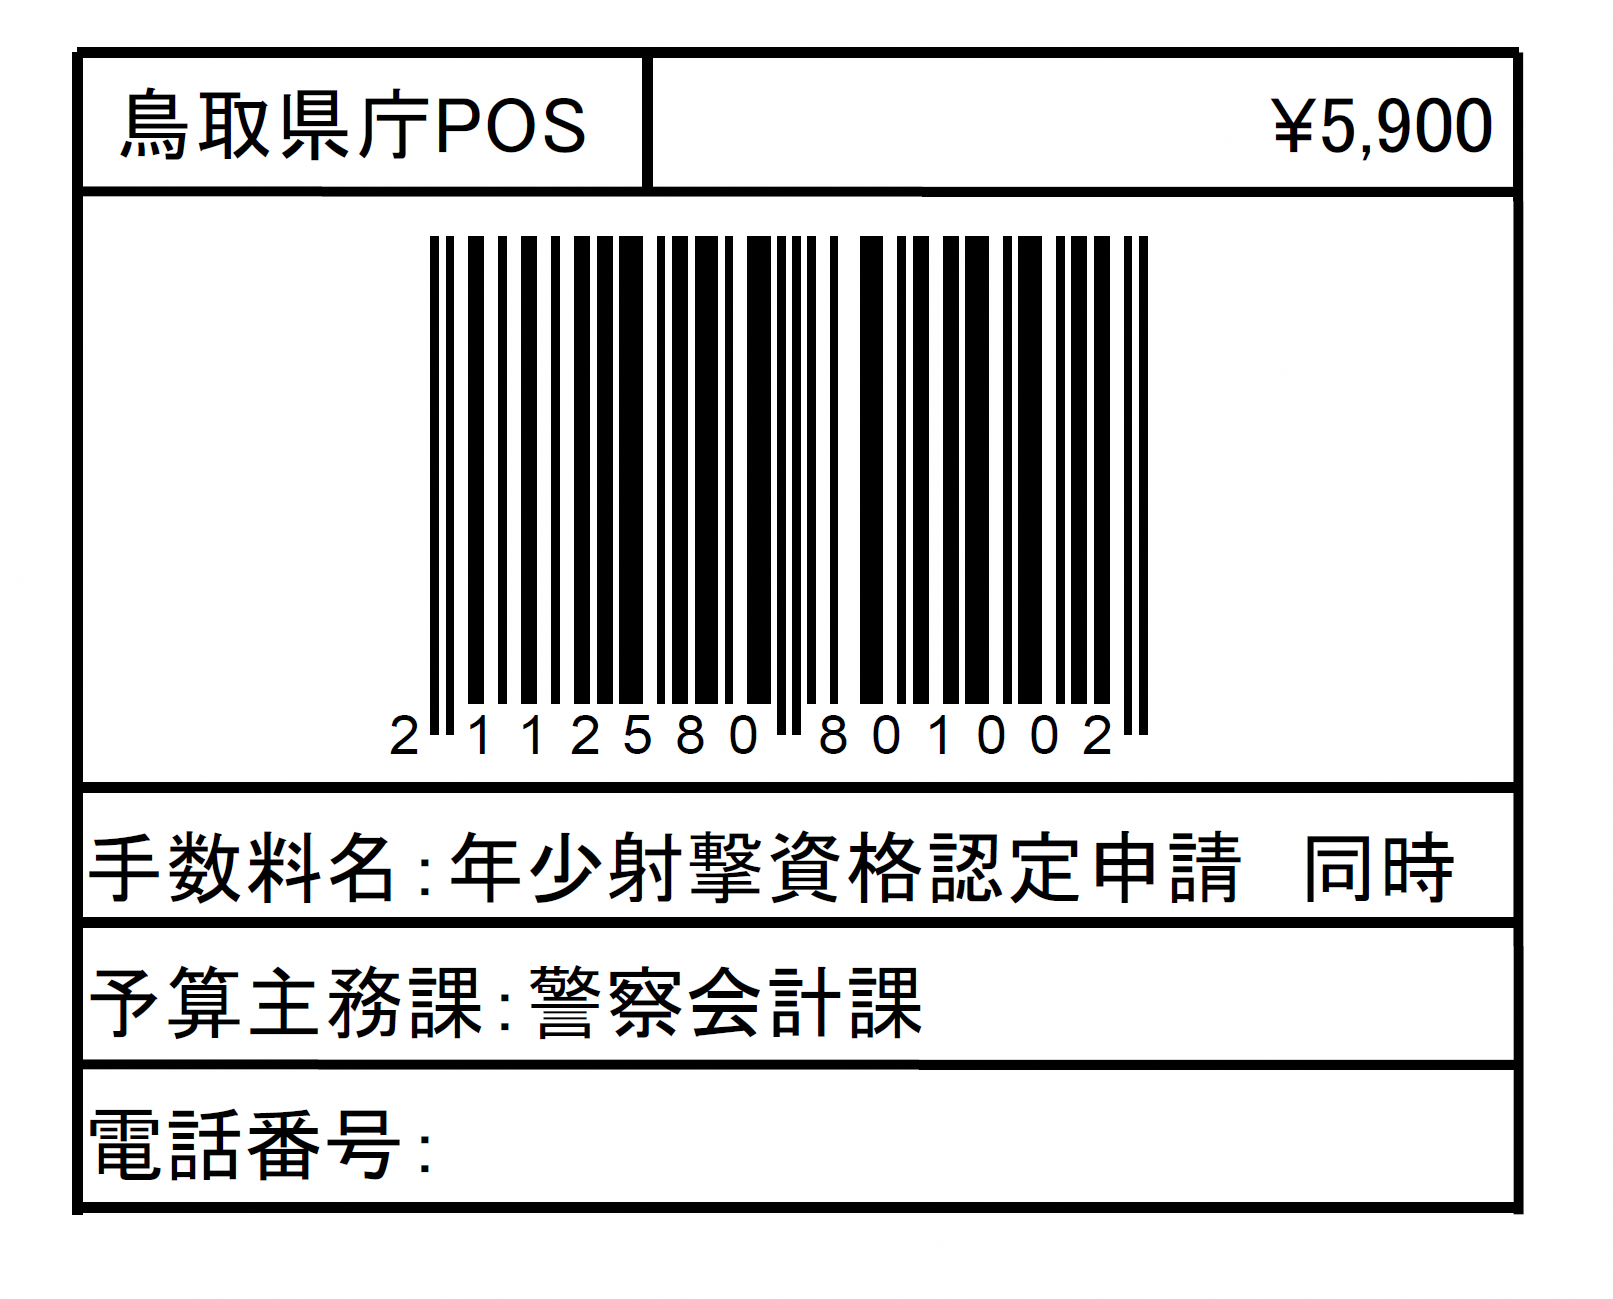 鳥取県庁POS ¥5,900
2 112580 801002
手数料名：年少射撃資格認定申請　同時
予算主務課：警察会計課
電話番号：